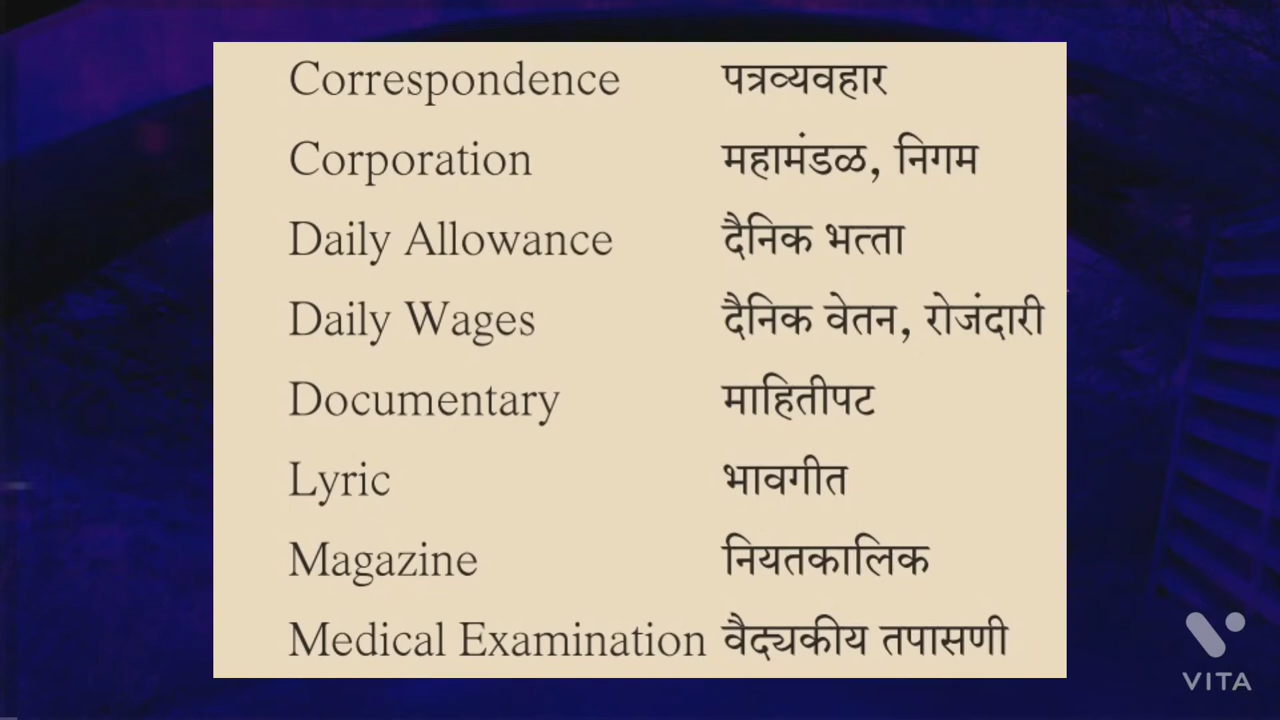 Correspondence पत्रव्यवहार
Corporation महामंडळ, निगम
Daily Allowance दैनिक भत्ता
Daily Wages दैनिक वेतन, रोजंदारी
Documentary माहितीपट
Lyric भावगीत
Magazine नियतकालिक
Medical Examination वैद्यकीय तपासणी
VITA